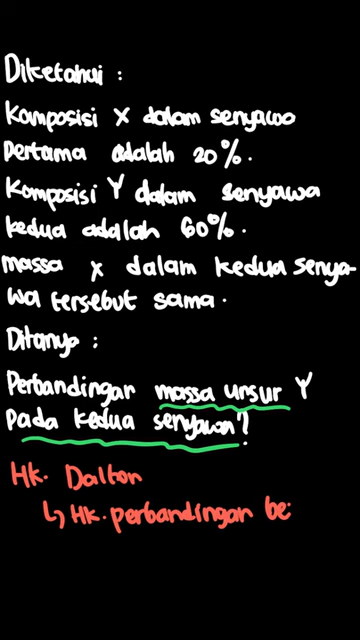 Diketahui :
Komposisi X dalam senyawa
pertama adalah 20%.
Komposisi Y dalam senyawa
kedua adalah 60%.
massa X dalam kedua senya-
wa tersebut sama.
Ditanya :
Perbandingan massa unsur Y
pada kedua senyawa?
Hk. Dalton
↳ Hk. perbandingan be